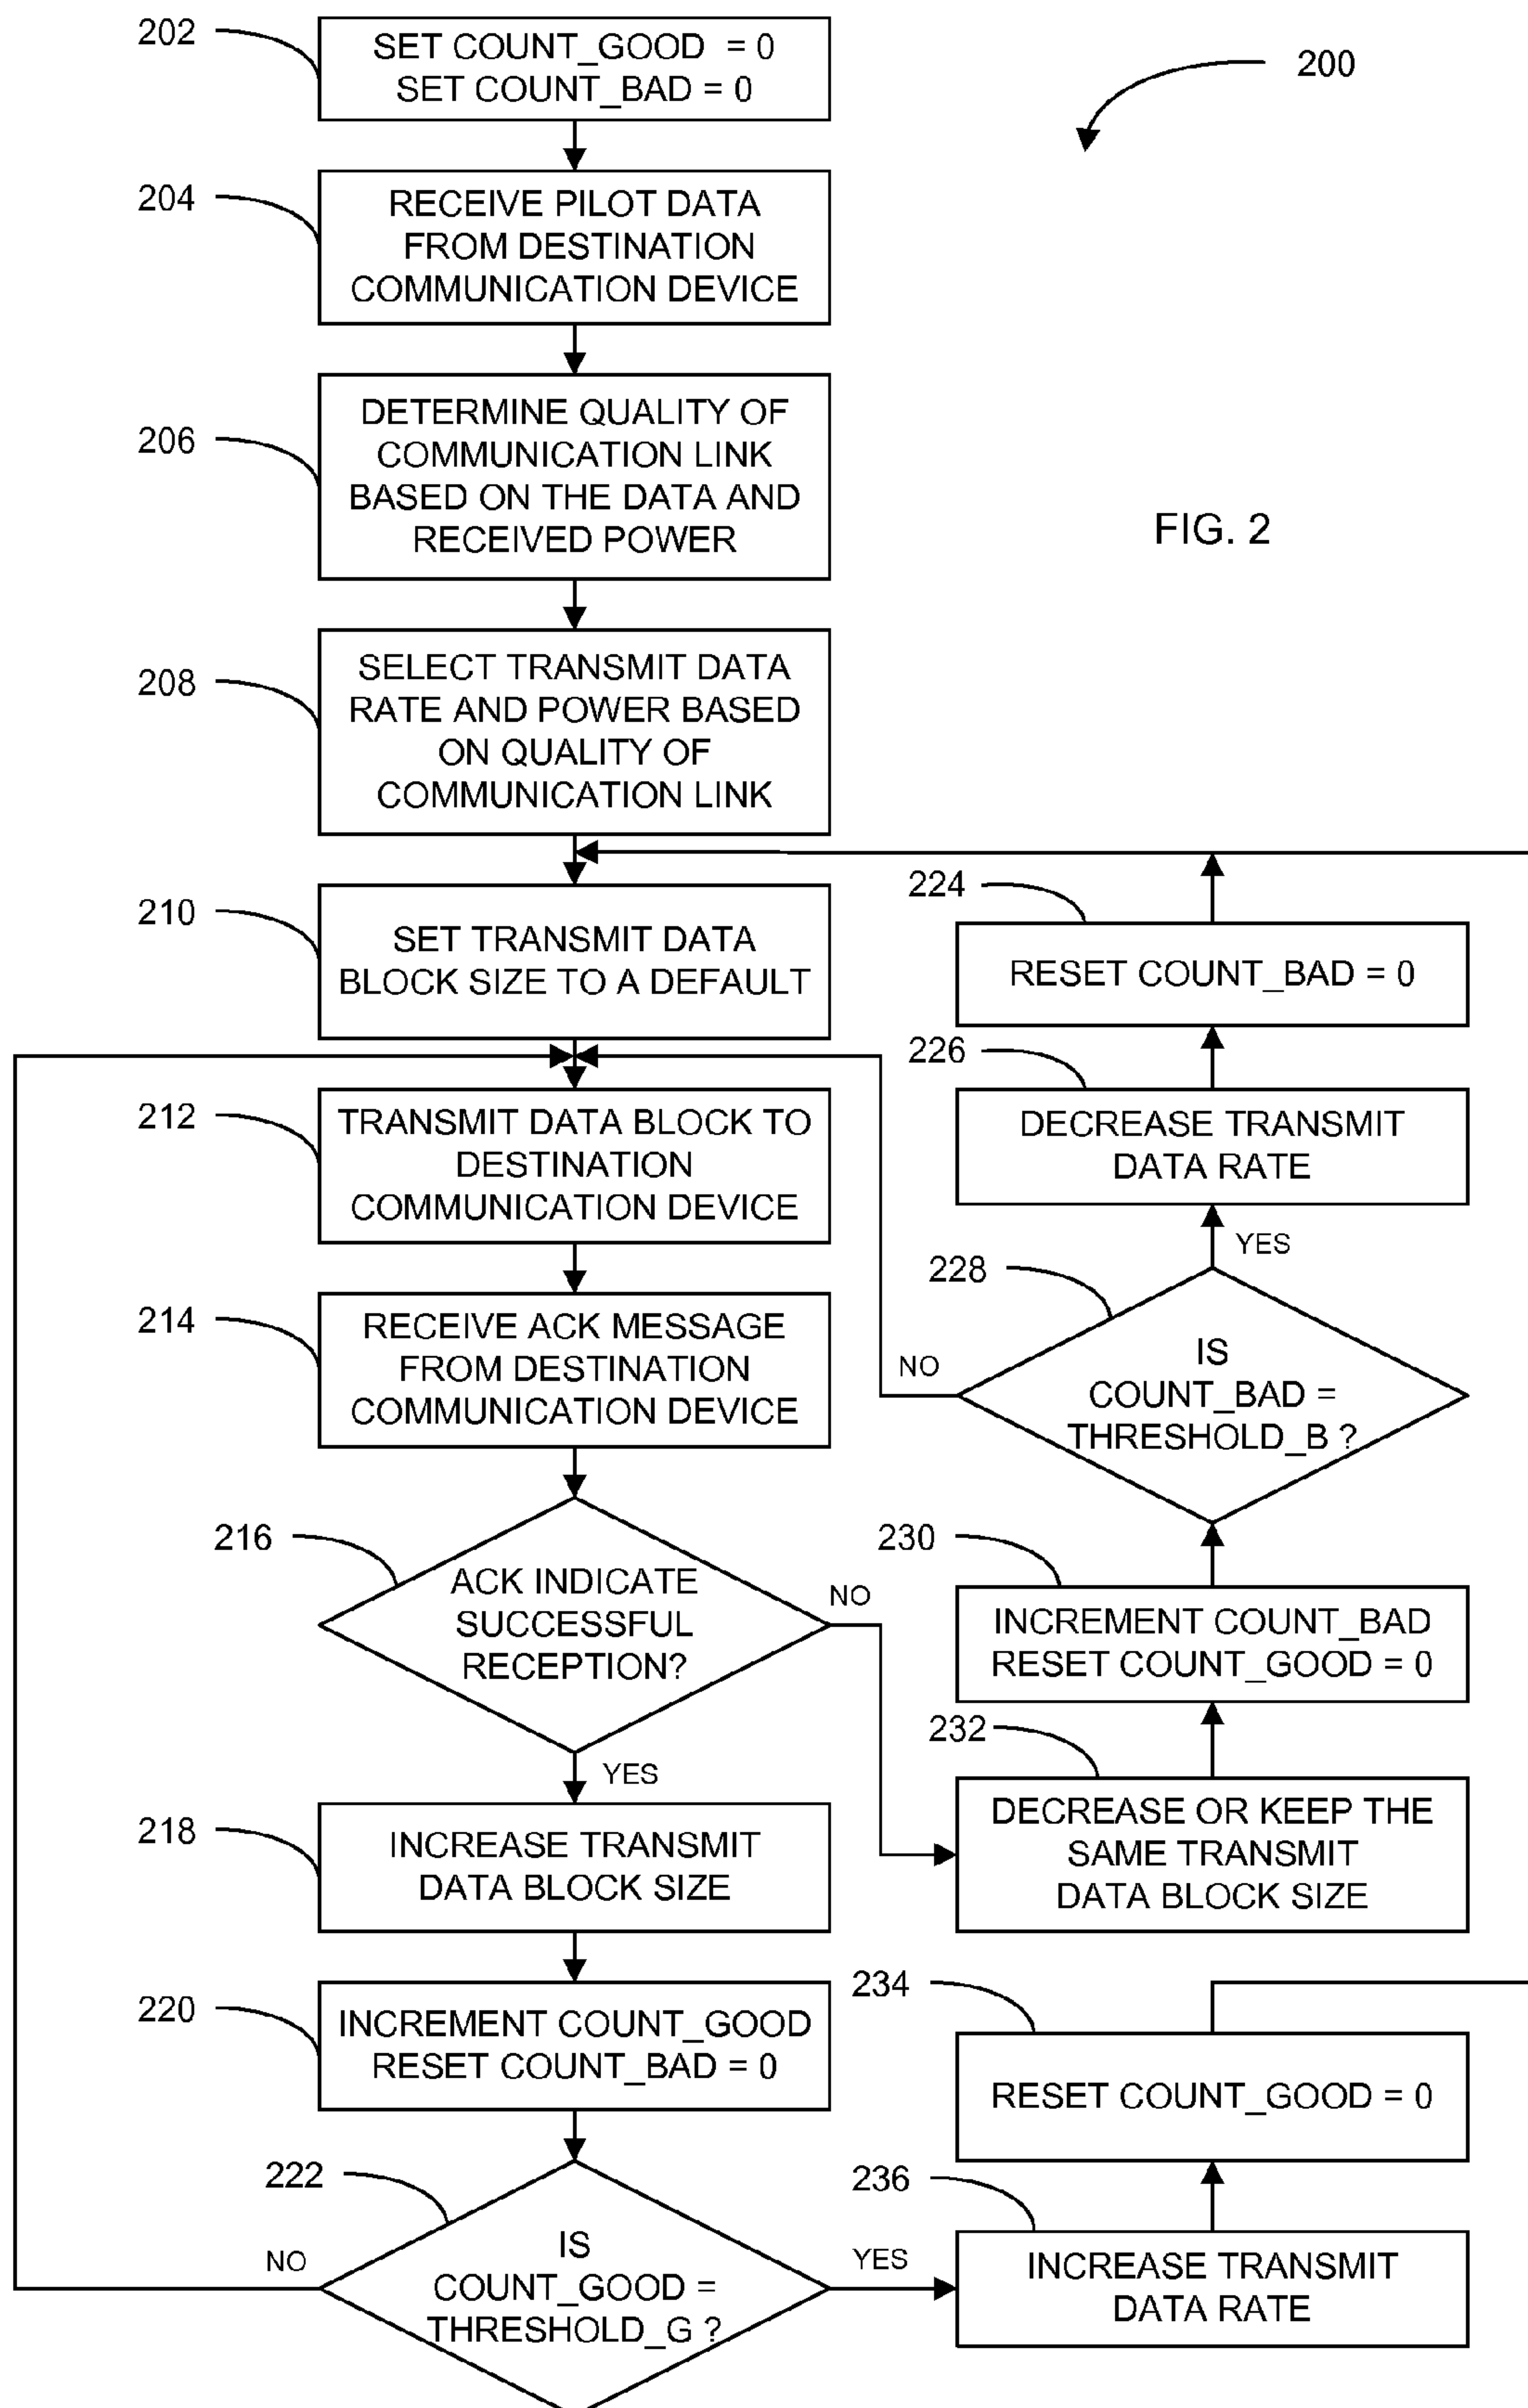 202
SET COUNT_GOOD = 0
SET COUNT_BAD = 0
200
204
RECEIVE PILOT DATA
FROM DESTINATION
COMMUNICATION DEVICE
206
DETERMINE QUALITY OF
COMMUNICATION LINK
BASED ON THE DATA AND
RECEIVED POWER
FIG. 2
208
SELECT TRANSMIT DATA
RATE AND POWER BASED
ON QUALITY OF
COMMUNICATION LINK
210
SET TRANSMIT DATA
BLOCK SIZE TO A DEFAULT
212
TRANSMIT DATA BLOCK TO
DESTINATION
COMMUNICATION DEVICE
214
RECEIVE ACK MESSAGE
FROM DESTINATION
COMMUNICATION DEVICE
216
ACK INDICATE
SUCCESSFUL
RECEPTION?
NO
YES
218
INCREASE TRANSMIT
DATA BLOCK SIZE
220
INCREMENT COUNT_GOOD
RESET COUNT_BAD = 0
222
IS
COUNT_GOOD =
THRESHOLD_G ?
NO
YES
224
RESET COUNT_BAD = 0
226
DECREASE TRANSMIT
DATA RATE
YES
228
IS
COUNT_BAD =
THRESHOLD_B ?
NO
230
INCREMENT COUNT_BAD
RESET COUNT_GOOD = 0
232
DECREASE OR KEEP THE
SAME TRANSMIT
DATA BLOCK SIZE
234
RESET COUNT_GOOD = 0
236
INCREASE TRANSMIT
DATA RATE